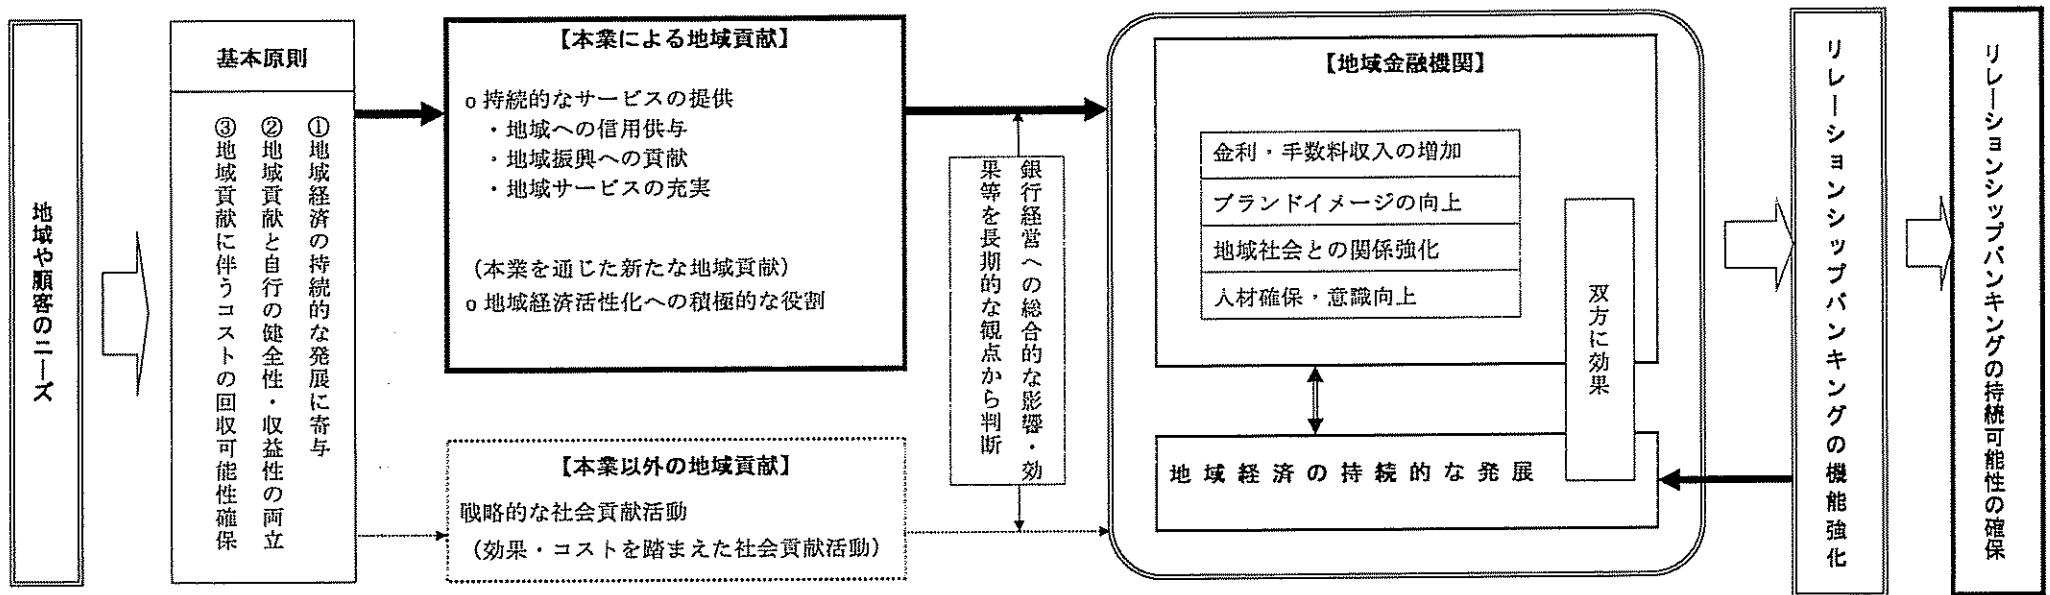 地域や顧客のニーズ
基本原則
①地域経済の持続的な発展に寄与
②地域貢献と自行の健全性・収益性の両立
③地域貢献に伴うコストの回収可能性確保
【本業による地域貢献】
o 持続的なサービスの提供
・地域への信用供与
・地域振興への貢献
・地域サービスの充実
（本業を通じた新たな地域貢献）
o 地域経済活性化への積極的な役割
【本業以外の地域貢献】
戦略的な社会貢献活動
（効果・コストを踏まえた社会貢献活動）
銀行経営への総合的な影響・効
果等を長期的な観点から判断
【地域金融機関】
金利・手数料収入の増加
ブランドイメージの向上
地域社会との関係強化
人材確保・意識向上
双方に効果
地域経済の持続的な発展
リレーションシップバンキングの機能強化
リレーションシップバンキングの持続可能性の確保